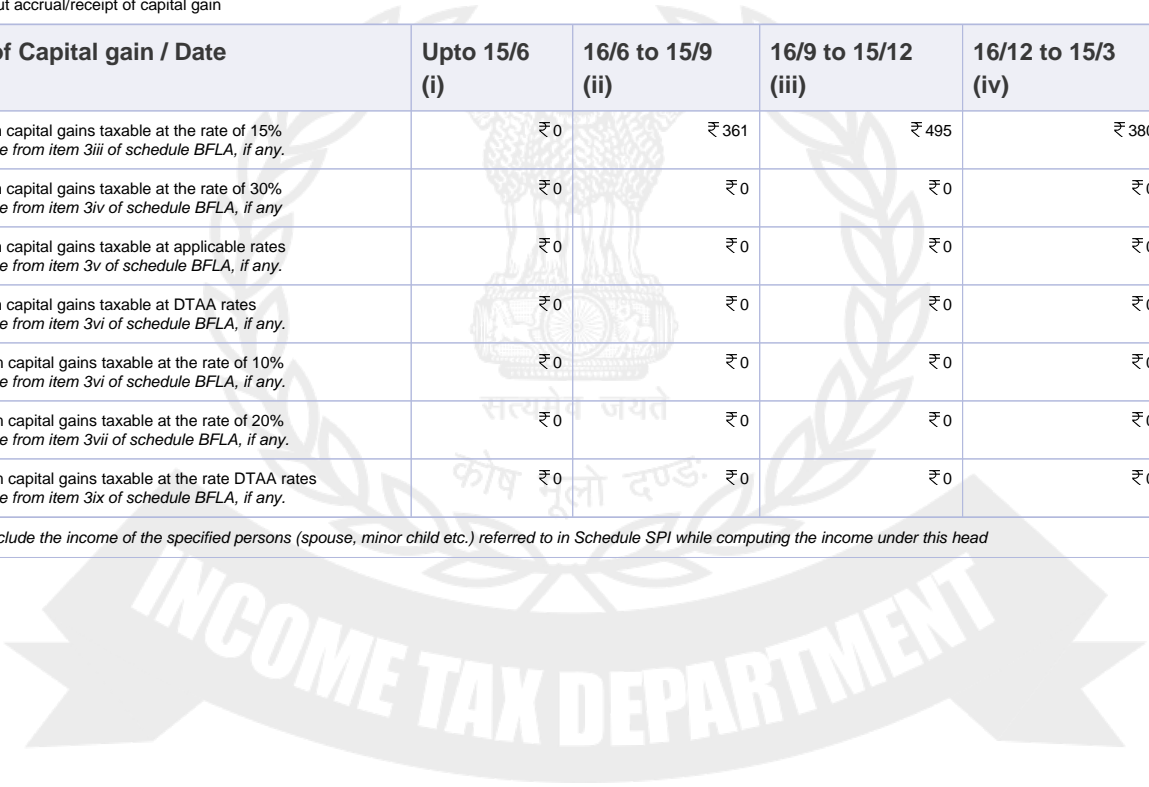 ut accrual/receipt of capital gain
of Capital gain / Date Upto 15/6 16/6 to 15/9 16/9 to 15/12 16/12 to 15/3
(i) (ii) (iii) (iv)
capital gains taxable at the rate of 15% ₹0 ₹361 ₹495 ₹380
e from item 3iii of schedule BFLA, if any.
capital gains taxable at the rate of 30% ₹0 ₹0 ₹0 ₹0
e from item 3iv of schedule BFLA, if any
capital gains taxable at applicable rates ₹0 ₹0 ₹0 ₹0
e from item 3v of schedule BFLA, if any.
capital gains taxable at DTAA rates ₹0 ₹0 ₹0 ₹0
e from item 3vi of schedule BFLA, if any.
capital gains taxable at the rate of 10% ₹0 ₹0 ₹0 ₹0
e from item 3vi of schedule BFLA, if any.
capital gains taxable at the rate of 20% ₹0 ₹0 ₹0 ₹0
e from item 3vii of schedule BFLA, if any.
capital gains taxable at the rate DTAA rates ₹0 ₹0 ₹0 ₹0
e from item 3ix of schedule BFLA, if any.
clude the income of the specified persons (spouse, minor child etc.) referred to in Schedule SPI while computing the income under this head
सत्यमेव जयते
कोष मूलो दण्डः
INCOME TAX DEPARTMENT